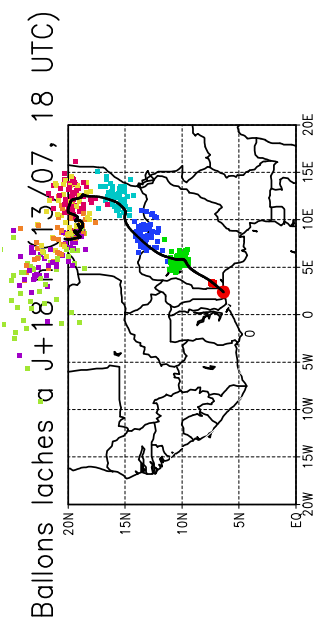 Ballons laches a J+18 (13/07, 18 UTC)
20N
15N
10N
5N
EQ
20W
15W
10W
5W
0
5E
10E
15E
20E